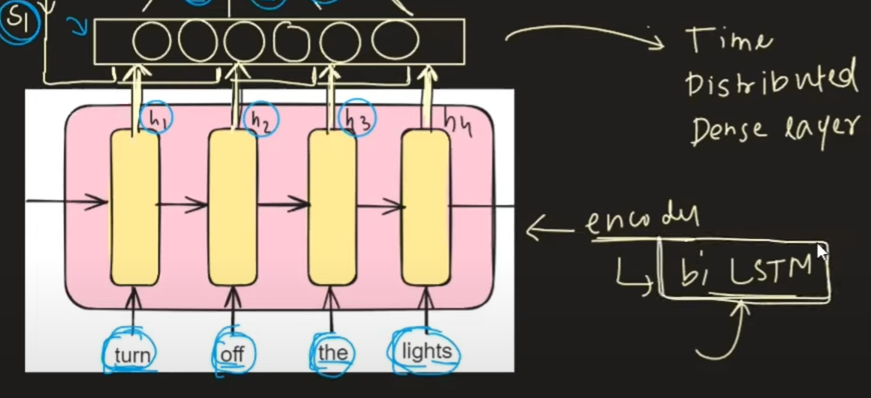 S1
Time
Distributed
Dense layer
h1 h2 h3 h4
encoder
bi LSTM
turn off the lights